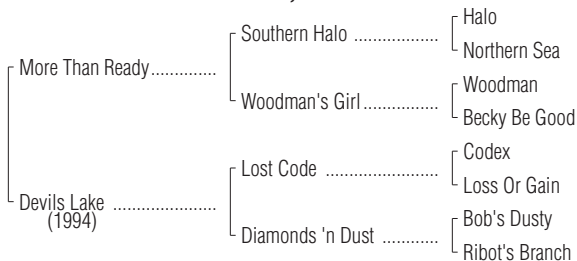 Halo
Southern Halo ..................
Northern Sea
More Than Ready..............
Woodman
Woodman's Girl................
Becky Be Good
Codex
Lost Code ........................
Loss Or Gain
Devils Lake ......................
(1994)
Bob's Dusty
Diamonds 'n Dust ............
Ribot's Branch